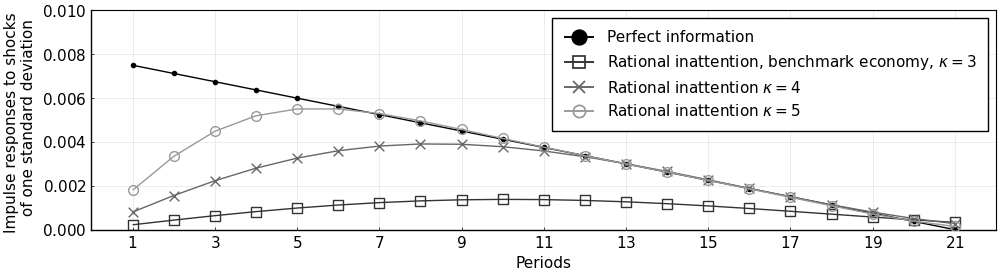 Impulse responses to shocks
of one standard deviation
0.010
0.008
0.006
0.004
0.002
0.000
Perfect information
Rational inattention, benchmark economy, κ = 3
Rational inattention κ = 4
Rational inattention κ = 5
1 3 5 7 9 11 13 15 17 19 21
Periods